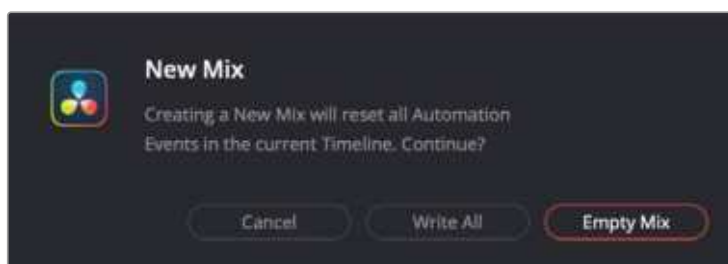 New Mix
Creating a New Mix will reset all Automation
Events in the current Timeline. Continue?
Cancel
Write All
Empty Mix